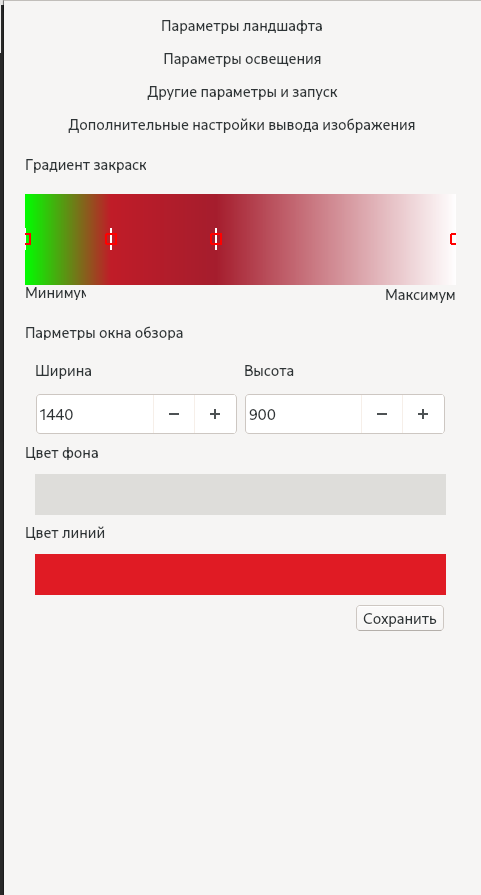 Параметры ландшафта
Параметры освещения
Другие параметры и запуск
Дополнительные настройки вывода изображения
Градиент закраск
Минимум
Максимум
Парметры окна обзора
Ширина Высота
1440 − + 900 − +
Цвет фона
Цвет линий
Сохранить